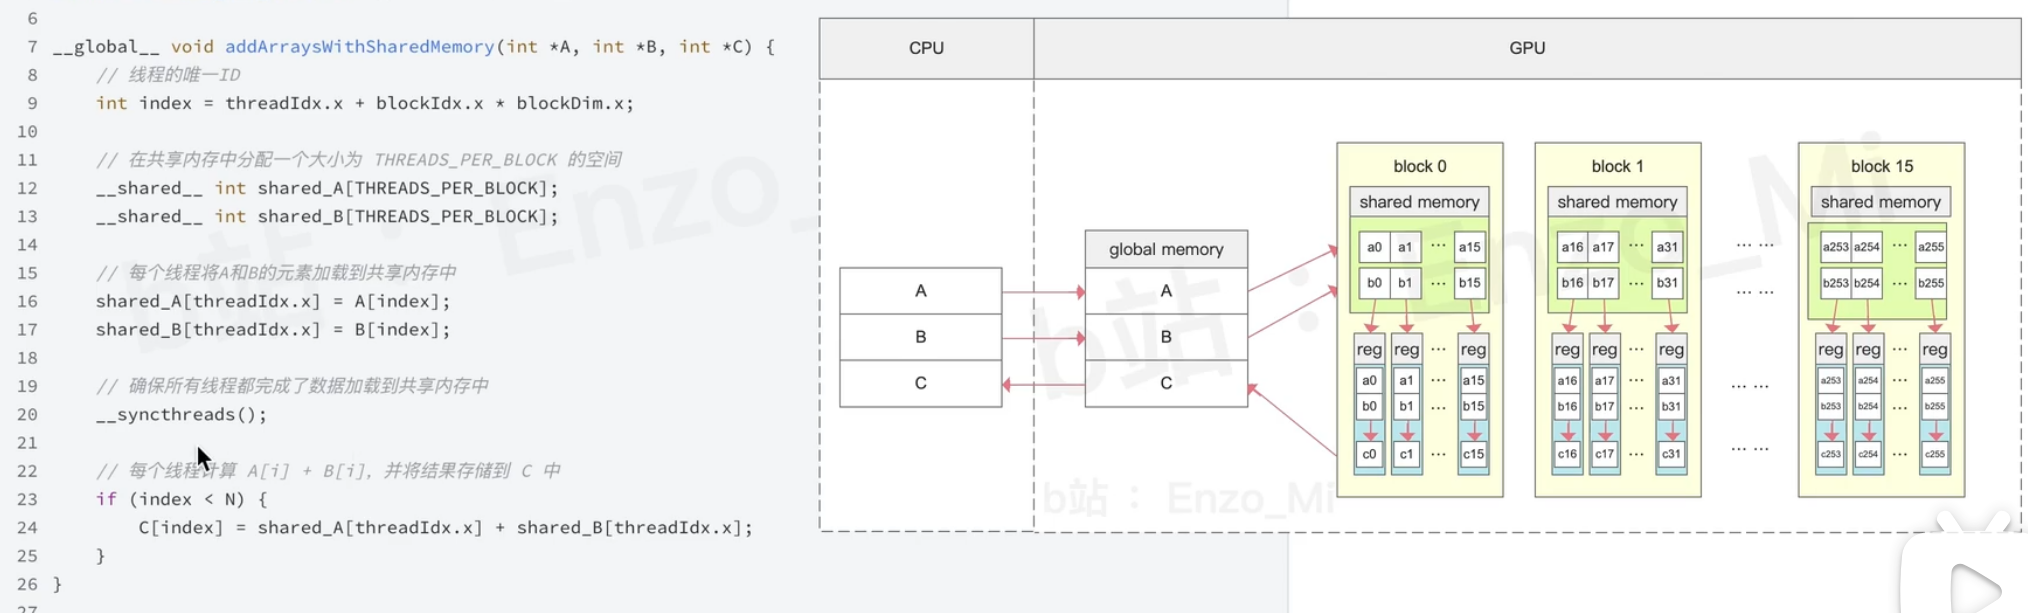 6
7 __global__ void addArraysWithSharedMemory(int *A, int *B, int *C) {
8 // 线程的唯一ID
9 int index = threadIdx.x + blockIdx.x * blockDim.x;
10
11 // 在共享内存中分配一个大小为 THREADS_PER_BLOCK 的空间
12 __shared__ int shared_A[THREADS_PER_BLOCK];
13 __shared__ int shared_B[THREADS_PER_BLOCK];
14
15 // 每个线程将A和B的元素加载到共享内存中
16 shared_A[threadIdx.x] = A[index];
17 shared_B[threadIdx.x] = B[index];
18
19 // 确保所有线程都完成了数据加载到共享内存中
20 __syncthreads();
21
22 // 每个线程计算 A[i] + B[i], 并将结果存储到 C 中
23 if (index < N) {
24 C[index] = shared_A[threadIdx.x] + shared_B[threadIdx.x];
25 }
26 }
27
CPU GPU
A
B
C
global memory
A
B
C
block 0
shared memory
a0 a1 ... a15
b0 b1 ... b15
reg reg ... reg
a0 a1 ... a15
b0 b1 ... b15
c0 c1 ... c15
block 1
shared memory
a16 a17 ... a31
b16 b17 ... b31
reg reg ... reg
a16 a17 ... a31
b16 b17 ... b31
c16 c17 ... c31
... ...
... ...
... ...
... ...
block 15
shared memory
a253 a254 ... a255
b253 b254 ... b255
reg reg ... reg
a253 a254 ... a255
b253 b254 ... b255
c253 c254 ... c255
b站 : Enzo_Mi
b站 : Enzo_Mi
b站 : Enzo_Mi